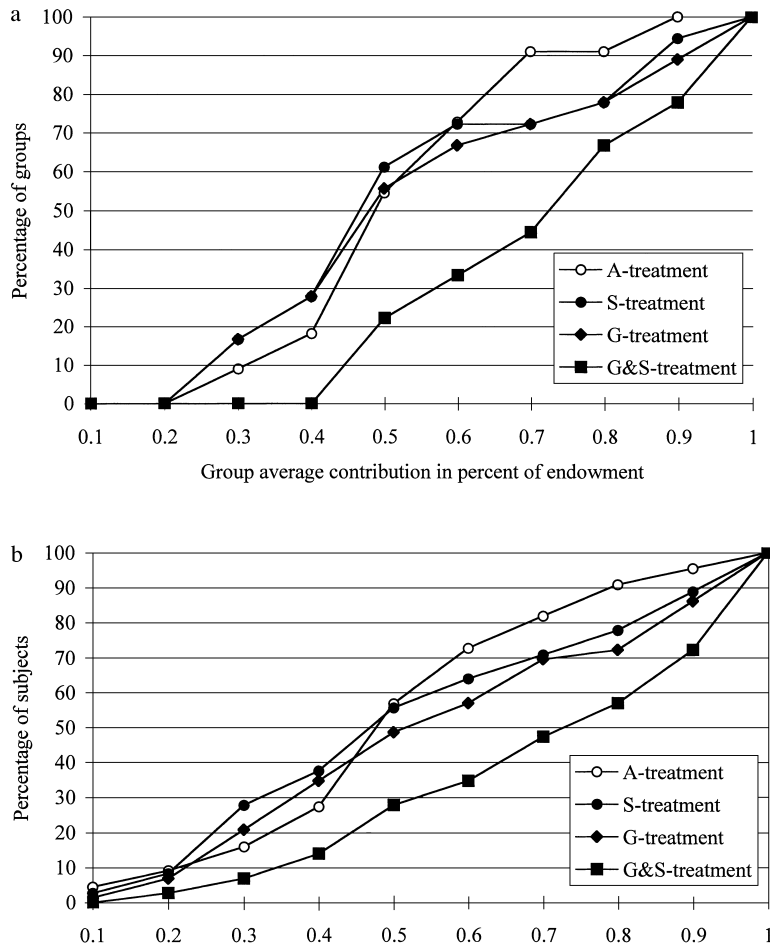 a
100
90
80
70
60
50
40
30
20
10
0
Percentage of groups
A-treatment
S-treatment
G-treatment
G&S-treatment
0.1 0.2 0.3 0.4 0.5 0.6 0.7 0.8 0.9 1
Group average contribution in percent of endowment
b
100
90
80
70
60
50
40
30
20
10
0
Percentage of subjects
A-treatment
S-treatment
G-treatment
G&S-treatment
0.1 0.2 0.3 0.4 0.5 0.6 0.7 0.8 0.9 1